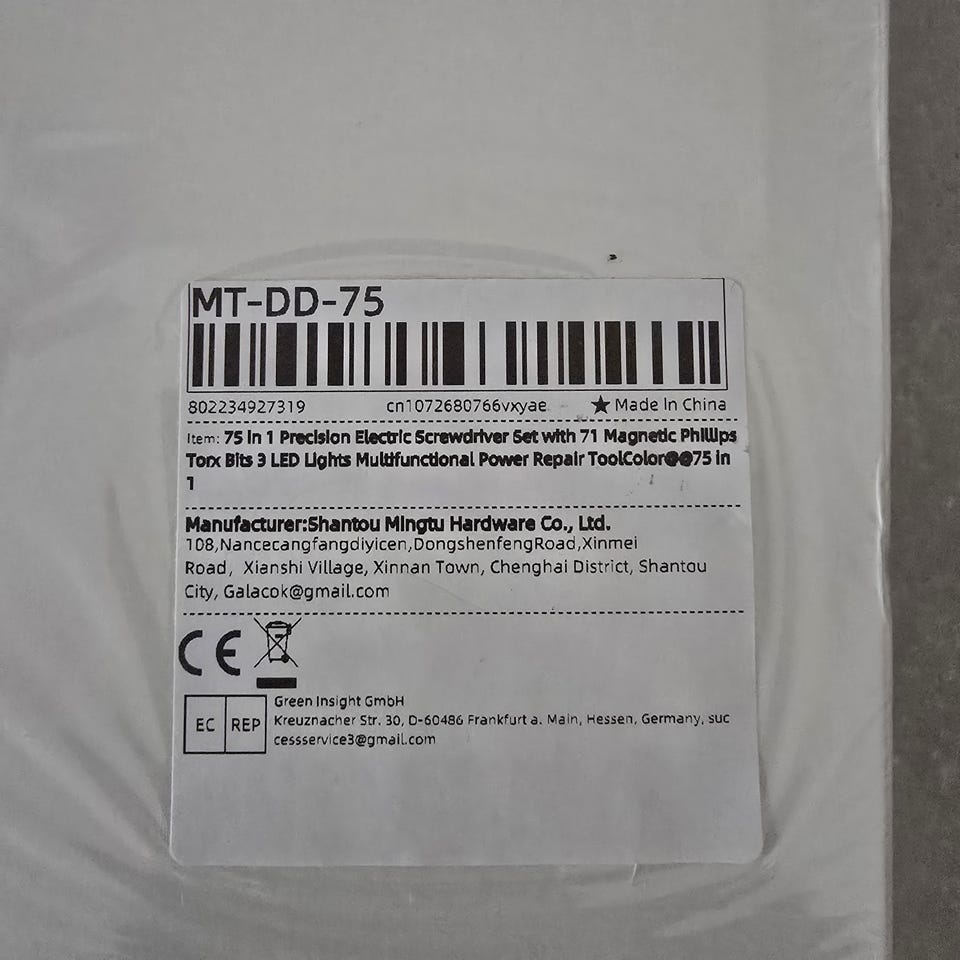 MT-DD-75
802234927319 cn1072680766vxyae ★ Made In China
Item: 75 in 1 Precision Electric Screwdriver Set with 71 Magnetic Phillips
Torx Bits 3 LED Lights Multifunctional Power Repair ToolColor@@75 in
1
Manufacturer:Shantou Mingtu Hardware Co., Ltd.
108,Nancecangfangdiyicen,DongshenfengRoad,Xinmei
Road, Xianshi Village, Xinnan Town, Chenghai District, Shantou
City, Galacok@gmail.com
CE
EC REP
Green Insight GmbH
Kreuznacher Str. 30, D-60486 Frankfurt a. Main, Hessen, Germany, suc
cessservice3@gmail.com